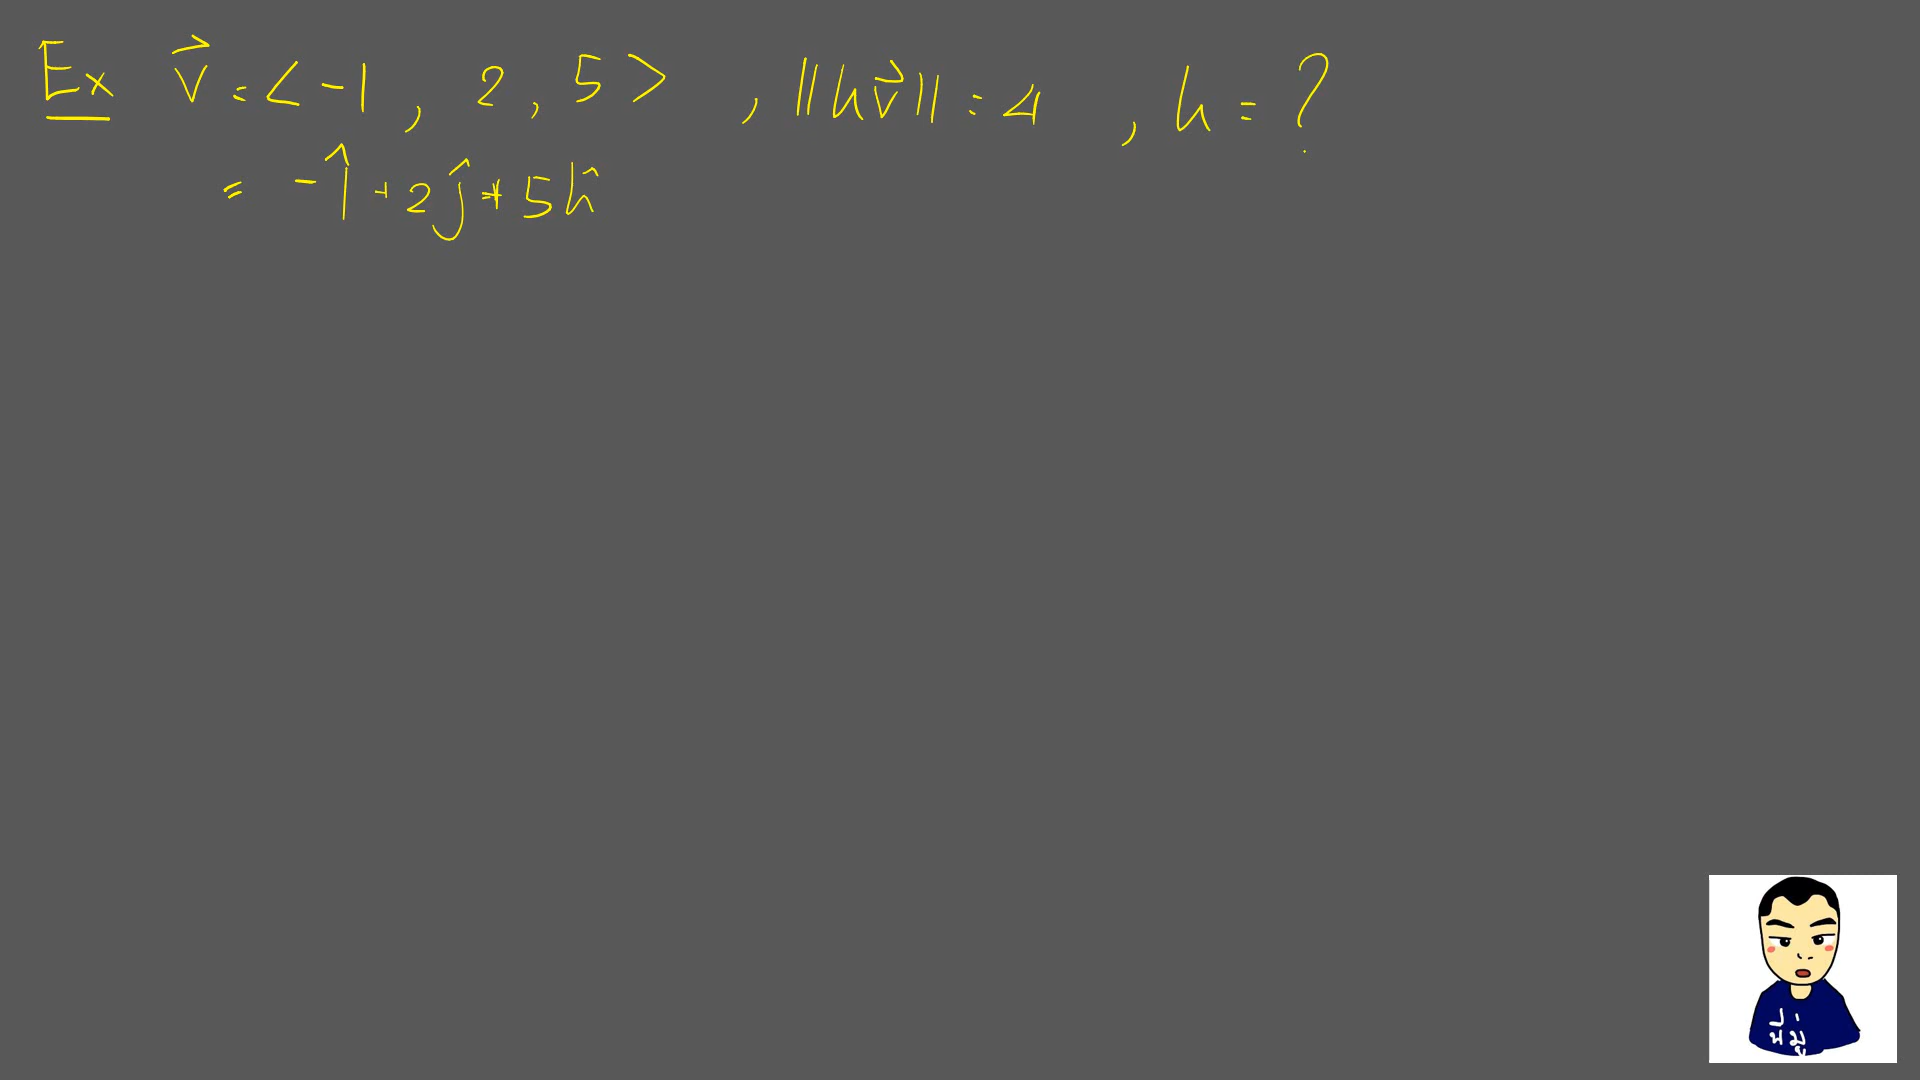 Ex v⃗ = < -1 , 2 , 5 > , ||kv⃗|| = 4 , k = ?
= -î + 2ĵ + 5k̂